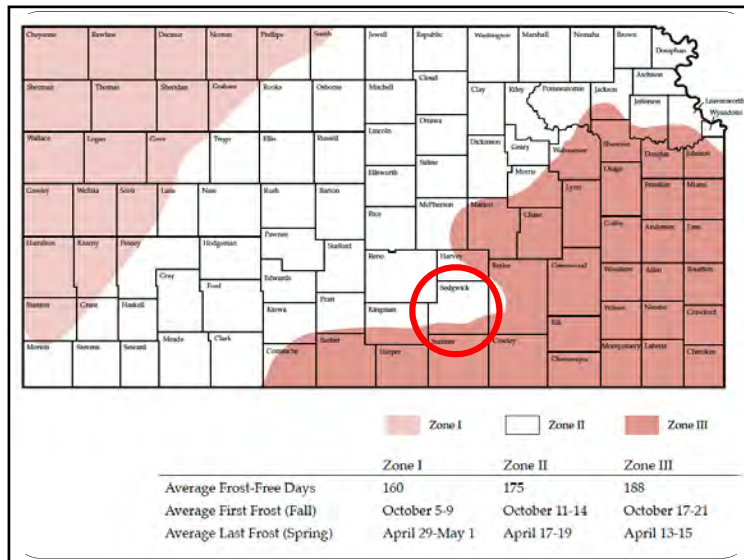 Cheyenne Rawlins Decatur Norton Phillips Smith Jewell Republic Washington Marshall Nemaha Brown
Doniphan
Cloud Atchison
Sherman Thomas Sheridan Graham Rooks Osborne Mitchell Clay Riley Pottawatomie Jackson Leavenworth
Jefferson Wyandotte
Ottawa
Wallace Logan Gove Trego Ellis Russell Lincoln Dickinson Geary Wabaunsee Shawnee Douglas Johnson
Saline Morris Osage
Ellsworth Lyon Franklin Miami
Greeley Wichita Scott Lane Ness Rush Barton McPherson Marion Chase
Rice Coffey Anderson Linn
Hamilton Kearny Finney Hodgeman Pawnee Stafford Reno Harvey
Gray Edwards Sedgwick Butler Greenwood Woodson Allen Bourbon
Ford Pratt
Stanton Grant Haskell Kiowa Kingman Wilson Neosho Crawford
Elk
Morton Stevens Seward Meade Clark Comanche Barber Harper Sumner Cowley Chautauqua Montgomery Labette Cherokee
Zone I Zone II Zone III
Zone I Zone II Zone III
Average Frost-Free Days 160 175 188
Average First Frost (Fall) October 5-9 October 11-14 October 17-21
Average Last Frost (Spring) April 29-May 1 April 17-19 April 13-15